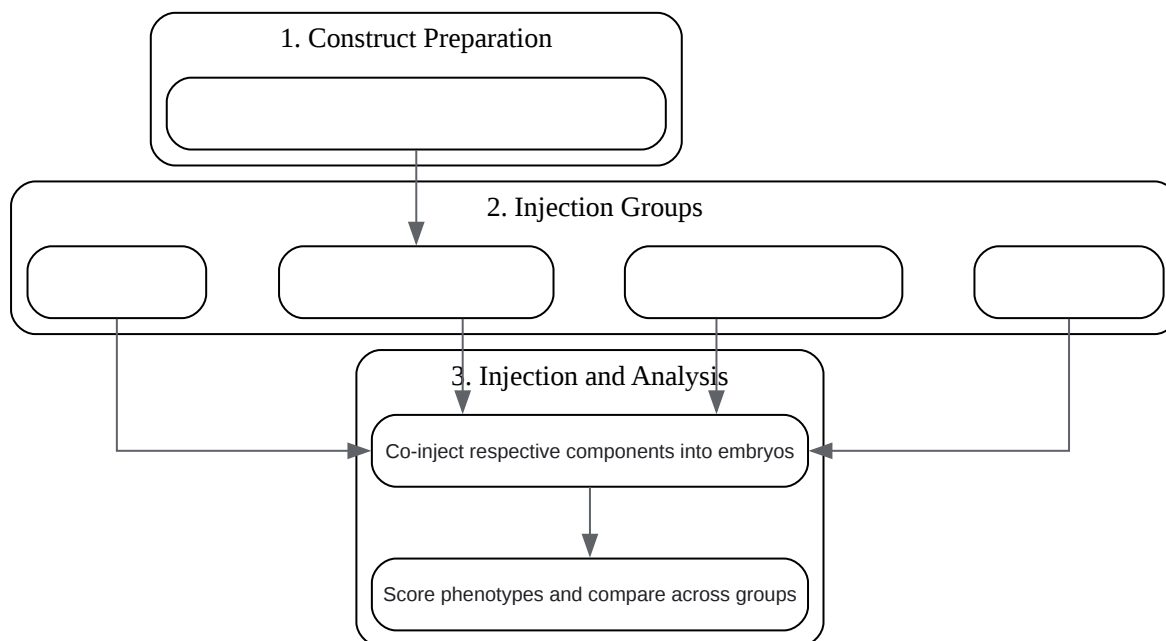 1. Construct Preparation
2. Injection Groups
3. Injection and Analysis
Co-inject respective components into embryos
Score phenotypes and compare across groups